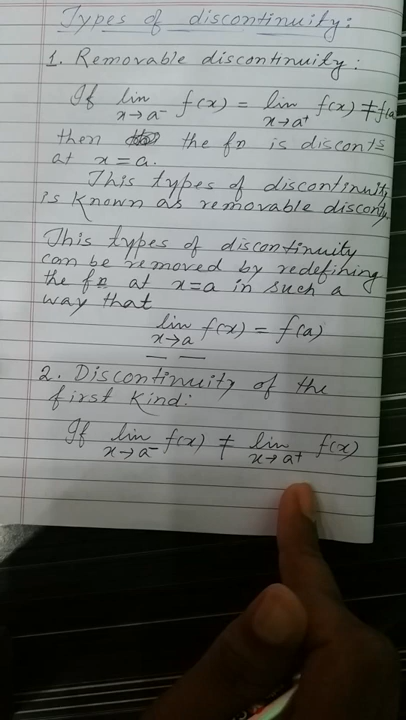 Types of discontinuity:
1. Removable discontinuity:
If lim x→a⁻ f(x) = lim x→a⁺ f(x) ≠ f(a
then the fn is disconts
at x=a.
This types of discontinuity
is Known as removable disconty.
This types of discontinuity
can be removed by redefining
the fn at x=a in such a
way that
lim x→a f(x) = f(a)
2. Discontinuity of the
first Kind:
If lim x→a⁻ f(x) ≠ lim x→a⁺ f(x)